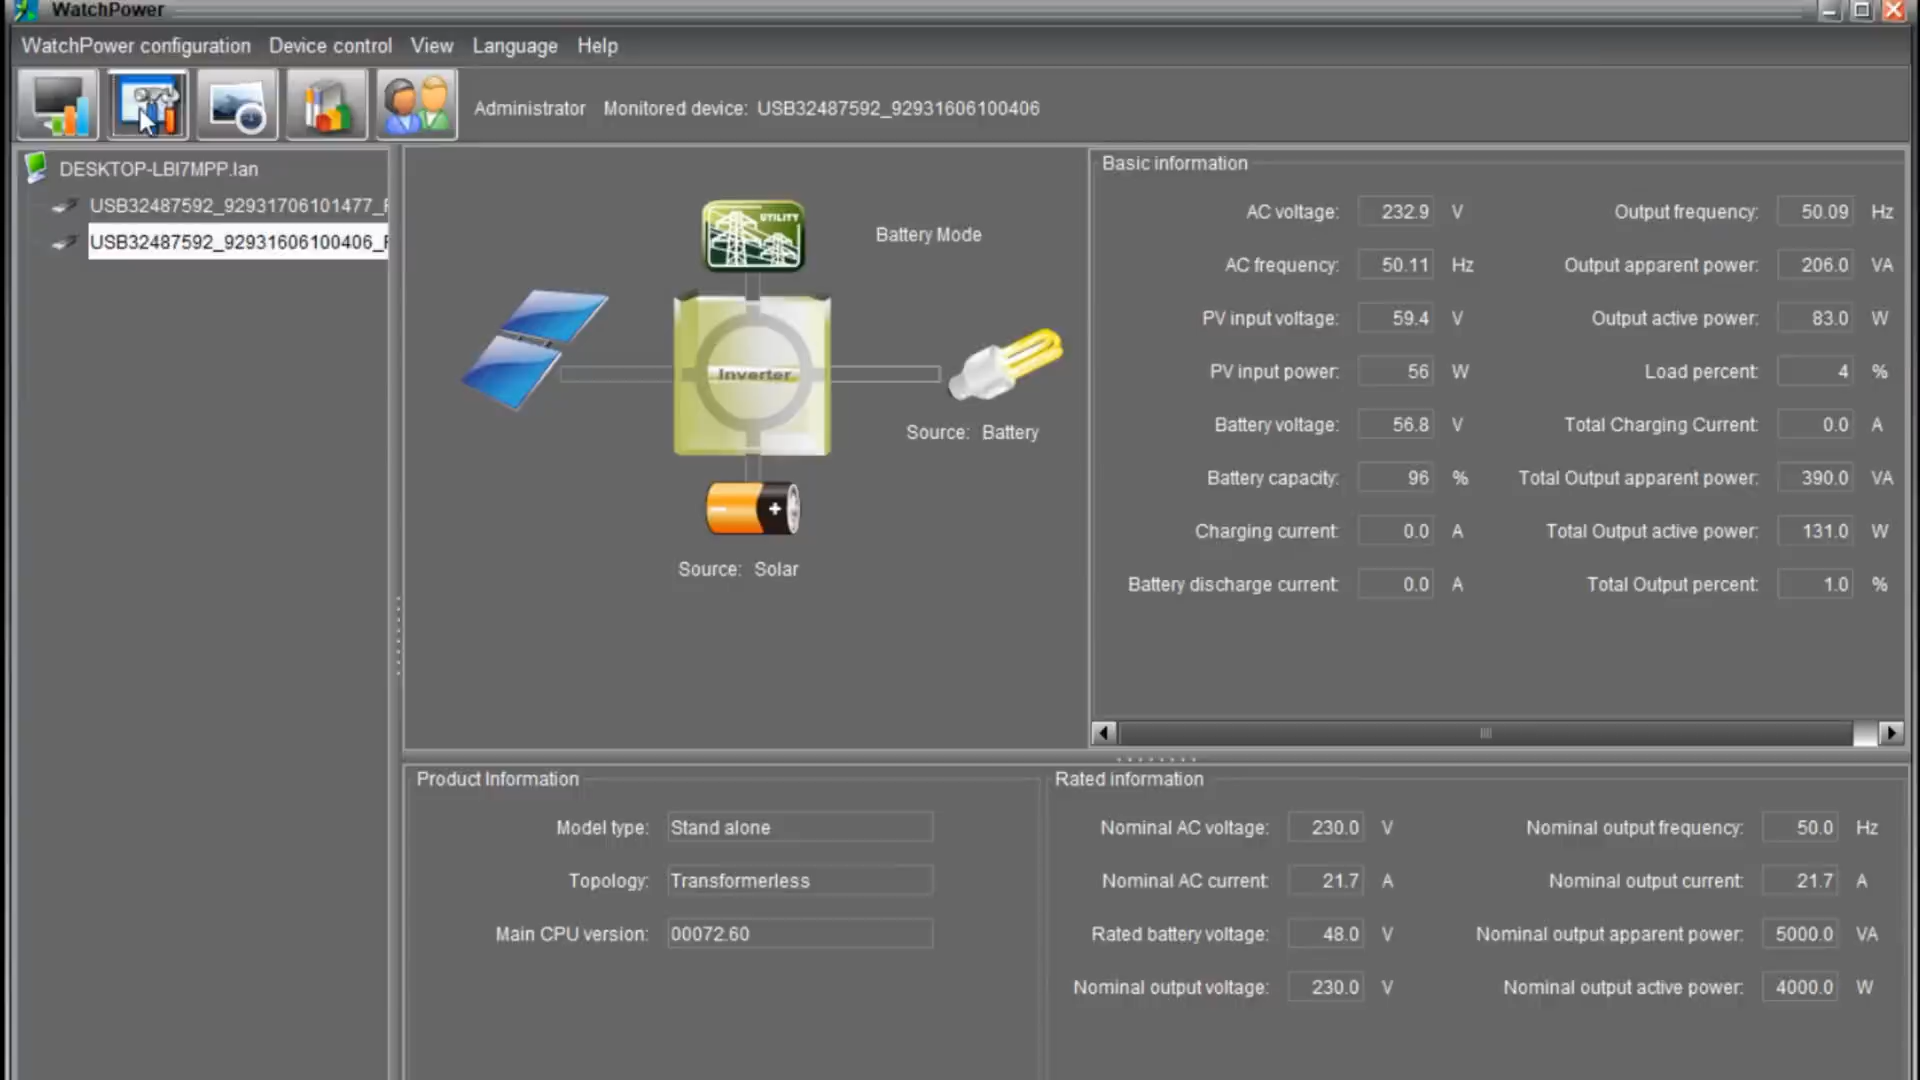 WatchPower
WatchPower configuration Device control View Language Help
Administrator Monitored device: USB32487592_92931606100406
DESKTOP-LBI7MPP.lan
USB32487592_92931706101477_
USB32487592_92931606100406_
UTILITY
Battery Mode
Inverter
Source: Battery
Source: Solar
Basic information
AC voltage: 232.9 V Output frequency: 50.09 Hz
AC frequency: 50.11 Hz Output apparent power: 206.0 VA
PV input voltage: 59.4 V Output active power: 83.0 W
PV input power: 56 W Load percent: 4 %
Battery voltage: 56.8 V Total Charging Current: 0.0 A
Battery capacity: 96 % Total Output apparent power: 390.0 VA
Charging current: 0.0 A Total Output active power: 131.0 W
Battery discharge current: 0.0 A Total Output percent: 1.0 %
Product Information
Model type: Stand alone
Topology: Transformerless
Main CPU version: 00072.60
Rated information
Nominal AC voltage: 230.0 V Nominal output frequency: 50.0 Hz
Nominal AC current: 21.7 A Nominal output current: 21.7 A
Rated battery voltage: 48.0 V Nominal output apparent power: 5000.0 VA
Nominal output voltage: 230.0 V Nominal output active power: 4000.0 W